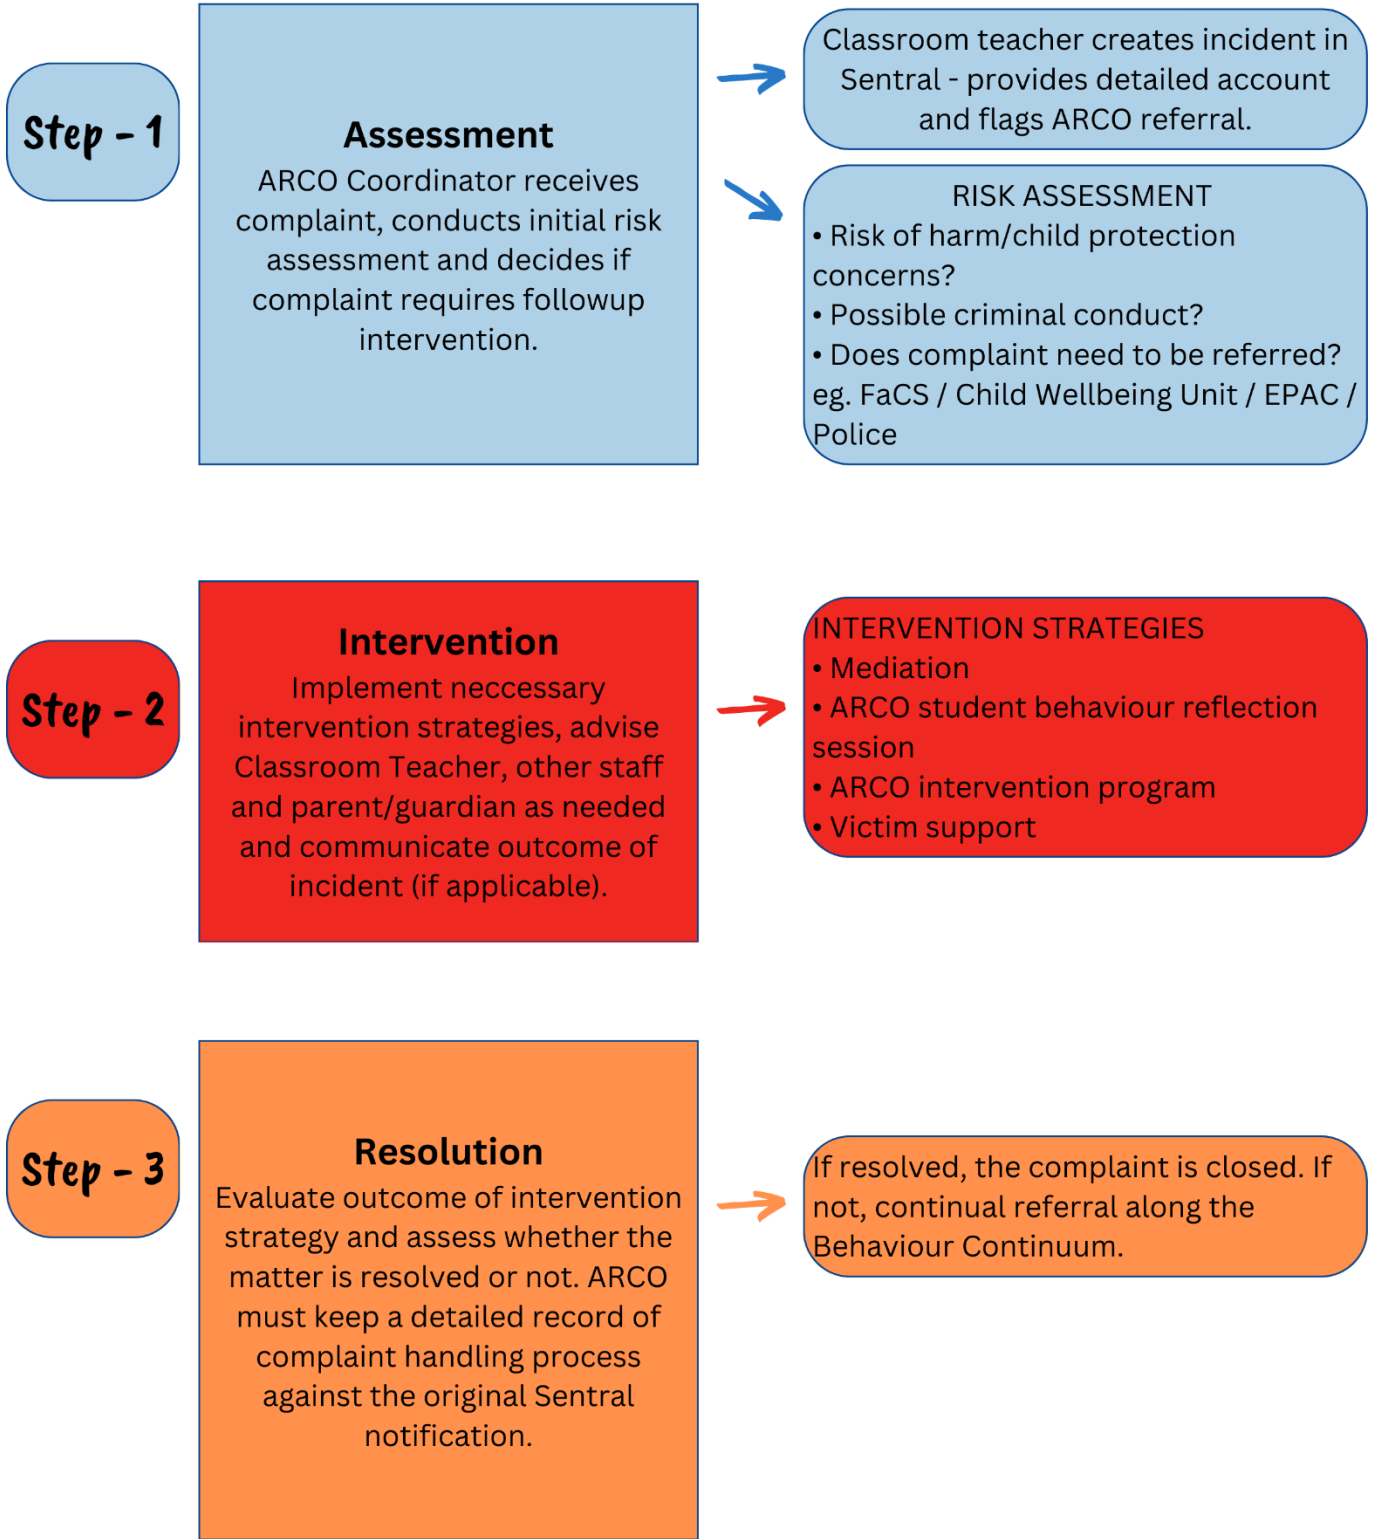 Step - 1
Assessment
ARCO Coordinator receives
complaint, conducts initial risk
assessment and decides if
complaint requires followup
intervention.
Classroom teacher creates incident in
Sentral - provides detailed account
and flags ARCO referral.
RISK ASSESSMENT
• Risk of harm/child protection
concerns?
• Possible criminal conduct?
• Does complaint need to be referred?
eg. FaCS / Child Wellbeing Unit / EPAC /
Police
Step - 2
Intervention
Implement neccessary
intervention strategies, advise
Classroom Teacher, other staff
and parent/guardian as needed
and communicate outcome of
incident (if applicable).
INTERVENTION STRATEGIES
• Mediation
• ARCO student behaviour reflection
session
• ARCO intervention program
• Victim support
Step - 3
Resolution
Evaluate outcome of intervention
strategy and assess whether the
matter is resolved or not. ARCO
must keep a detailed record of
complaint handling process
against the original Sentral
notification.
If resolved, the complaint is closed. If
not, continual referral along the
Behaviour Continuum.